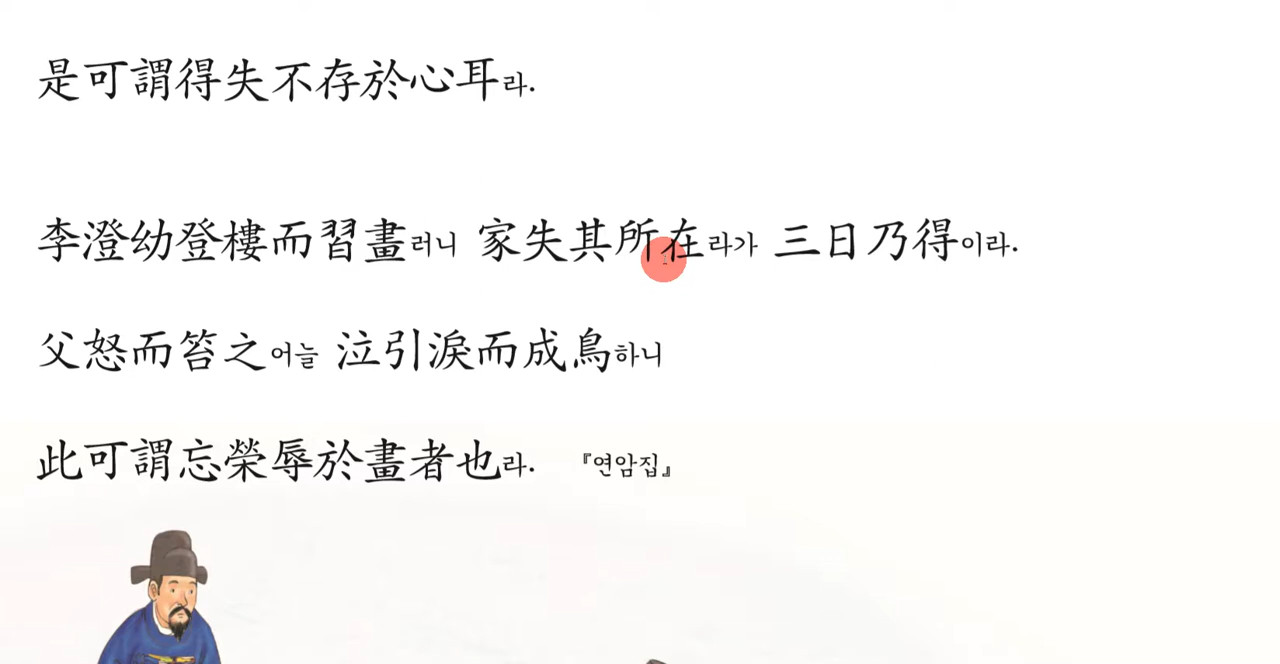 是可謂得失不存於心耳라.
李澄幼登樓而習畫러니 家失其所在라가 三日乃得이라.
父怒而笞之어늘 泣引淚而成鳥하니
此可謂忘榮辱於畫者也라. 『연암집』